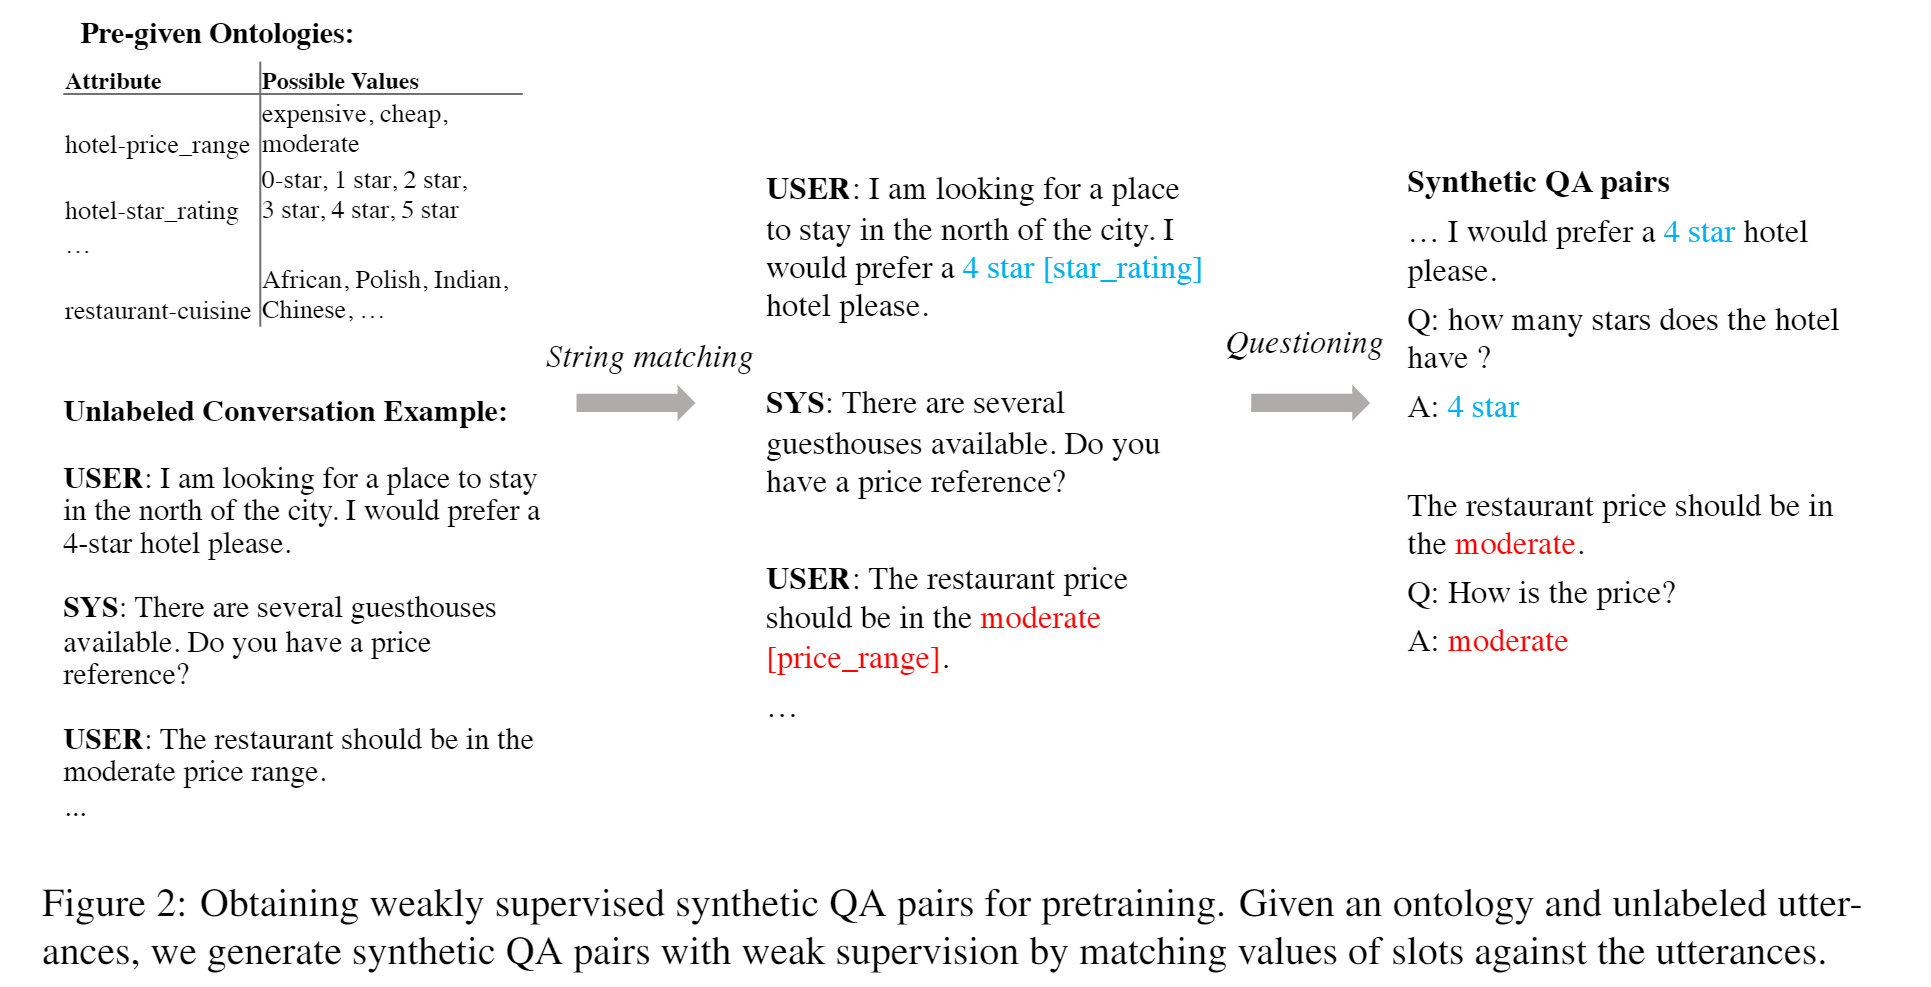 Pre-given Ontologies:
Attribute Possible Values
expensive, cheap,
hotel-price_range moderate
0-star, 1 star, 2 star,
hotel-star_rating 3 star, 4 star, 5 star
…
African, Polish, Indian,
restaurant-cuisine Chinese, …
Unlabeled Conversation Example:
USER: I am looking for a place to stay
in the north of the city. I would prefer a
4-star hotel please.
SYS: There are several guesthouses
available. Do you have a price
reference?
USER: The restaurant should be in the
moderate price range.
...
String matching
USER: I am looking for a place
to stay in the north of the city. I
would prefer a 4 star [star_rating]
hotel please.
SYS: There are several
guesthouses available. Do you
have a price reference?
USER: The restaurant price
should be in the moderate
[price_range].
…
Questioning
Synthetic QA pairs
… I would prefer a 4 star hotel
please.
Q: how many stars does the hotel
have ?
A: 4 star
The restaurant price should be in
the moderate.
Q: How is the price?
A: moderate
Figure 2: Obtaining weakly supervised synthetic QA pairs for pretraining. Given an ontology and unlabeled utter-
ances, we generate synthetic QA pairs with weak supervision by matching values of slots against the utterances.